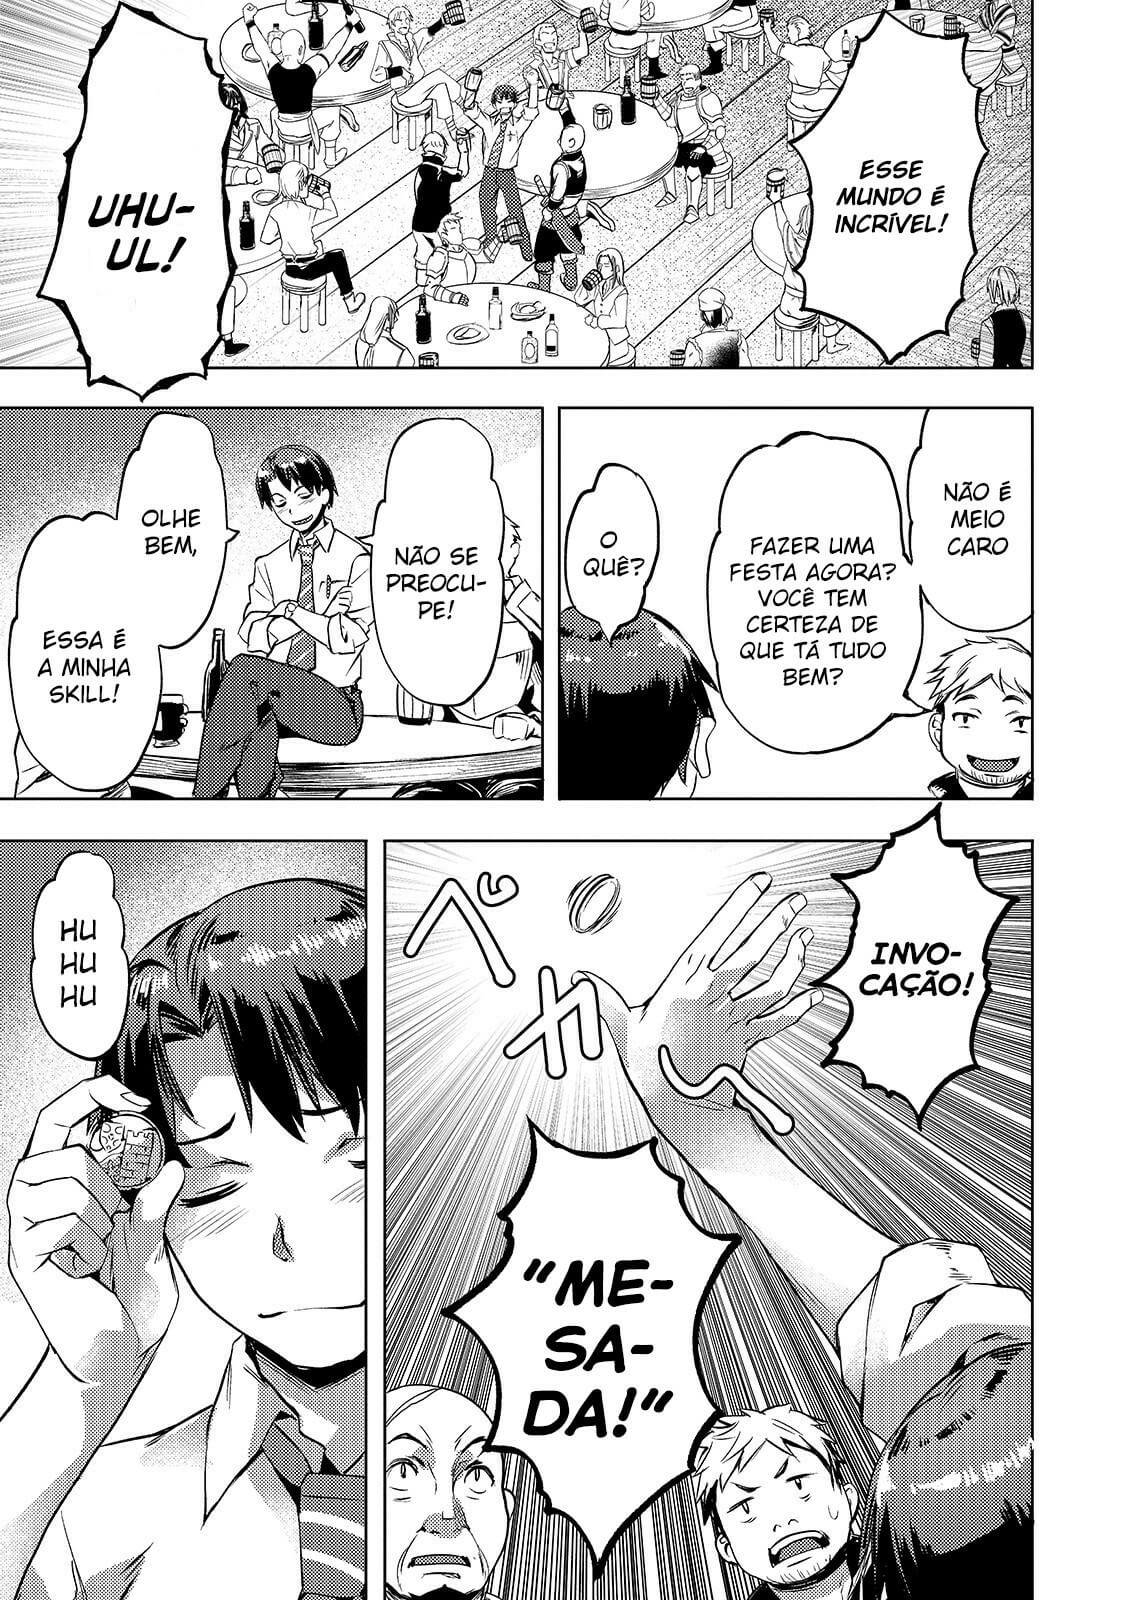 ESSE
MUNDO É
INCRÍVEL!
UHU-
UL!
NÃO É
MEIO
CARO
FAZER UMA
FESTA AGORA?
VOCÊ TEM
CERTEZA DE
QUE TÁ TUDO
BEM?
O
QUÊ?
NÃO SE
PREOCU-
PE!
OLHE
BEM,
ESSA É
A MINHA
SKILL!
INVO-
CAÇÃO!
"ME-
SA-
DA!"
HU
HU
HU